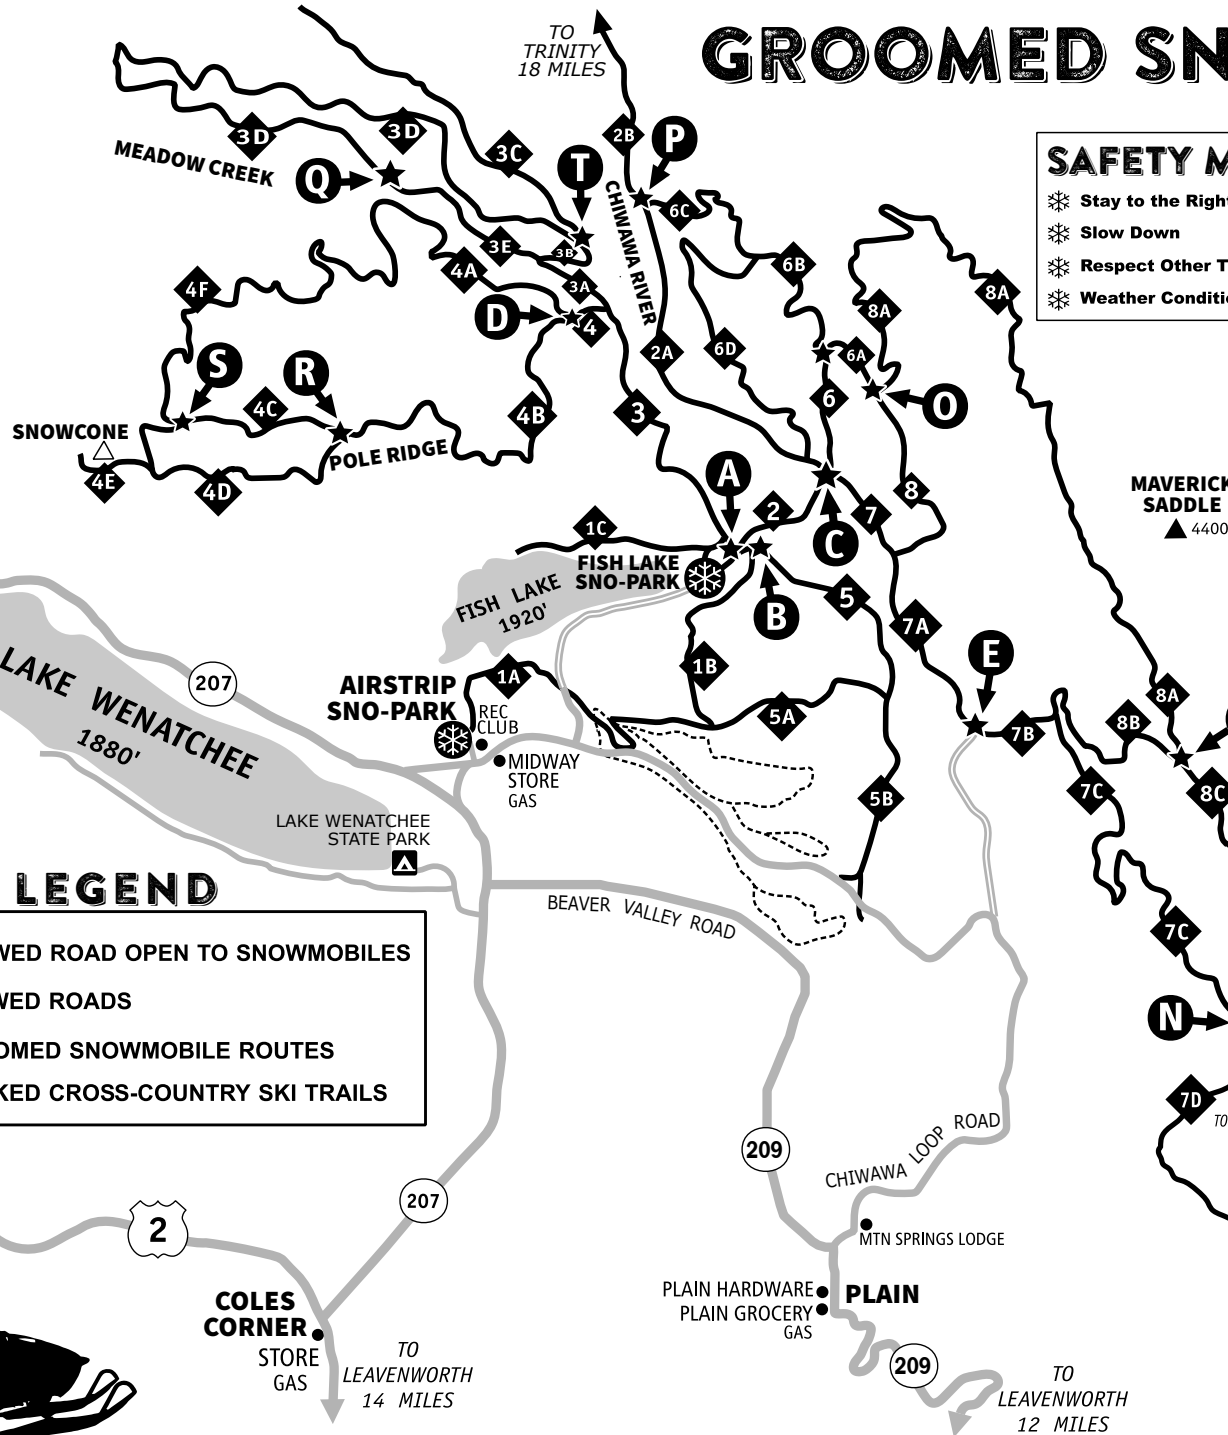 GROOMED SN
TO
TRINITY
18 MILES
SAFETY M
Stay to the Right
Slow Down
Respect Other T
Weather Conditi
2B
P
3D
3D
3C
T
MEADOW CREEK
Q
CHIWAWA RIVER
6C
3E
3B
4A
3A
6B
4F
8A
8A
D
4
2A
6D
6A
S
R
4C
4B
3
6
O
SNOWCONE
POLE RIDGE
4E
4D
A
8
MAVERICK
SADDLE
4400
2
7
1C
C
FISH LAKE
SNO-PARK
FISH LAKE
1920'
B
5
7A
E
1B
1A
207
LAKE WENATCHEE
1880'
AIRSTRIP
SNO-PARK
REC
CLUB
5A
8A
8B
7B
MIDWAY
STORE
GAS
5B
7C
8C
LAKE WENATCHEE
STATE PARK
LEGEND
BEAVER VALLEY ROAD
7C
WED ROAD OPEN TO SNOWMOBILES
WED ROADS
OMED SNOWMOBILE ROUTES
KED CROSS-COUNTRY SKI TRAILS
N
7D
TO
CHIWAWA LOOP ROAD
209
207
2
MTN SPRINGS LODGE
PLAIN HARDWARE
PLAIN GROCERY
GAS
PLAIN
COLES
CORNER
STORE
GAS
TO
LEAVENWORTH
14 MILES
209
TO
LEAVENWORTH
12 MILES